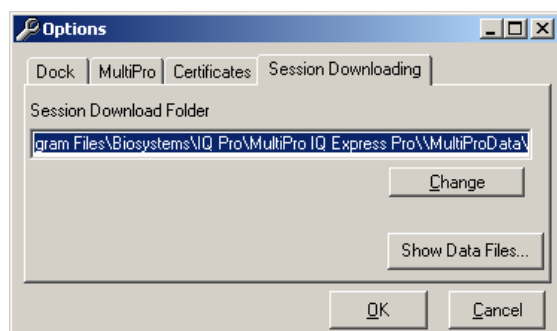 Options
Dock MultiPro Certificates Session Downloading
Session Download Folder
gram Files\Biosystems\IQ Pro\MultiPro IQ Express Pro\\MultiProData\
Change
Show Data Files...
OK Cancel